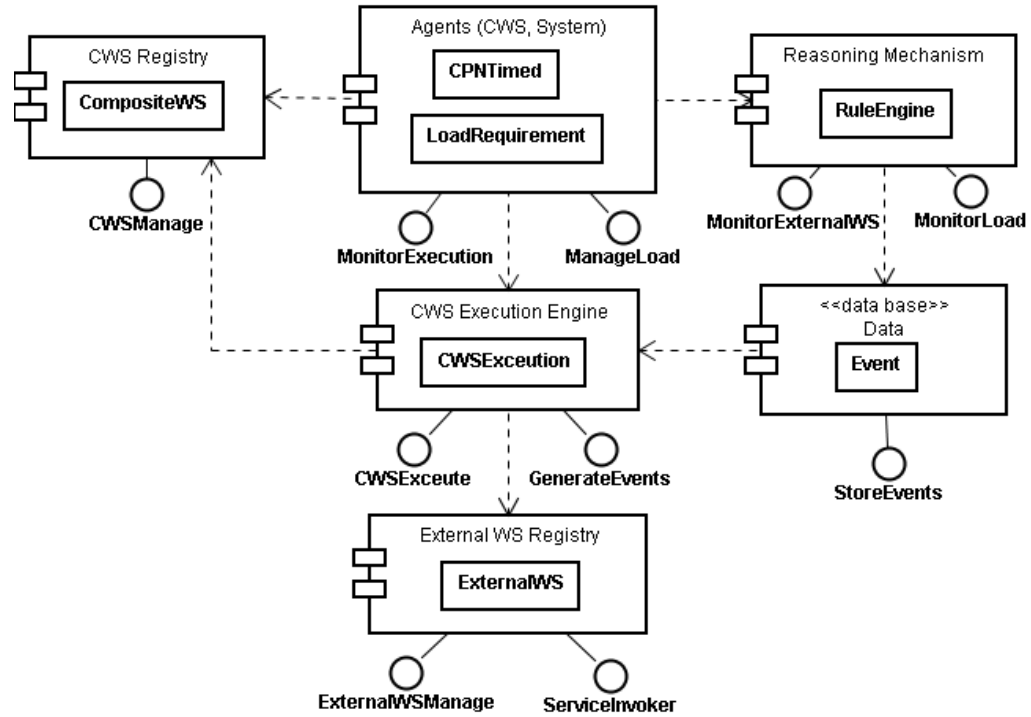 Agents (CWS, System)
CWS Registry
Reasoning Mechanism
CPNTimed
CompositeWS
RuleEngine
LoadRequirement
CWSManage
MonitorExecution
ManageLoad
MonitorExternalWS
MonitorLoad
CWS Execution Engine
<<data base>>
Data
CWSExceution
Event
CWSExceute
GenerateEvents
StoreEvents
External WS Registry
ExternalWS
ExternalWSManage
ServiceInvoker